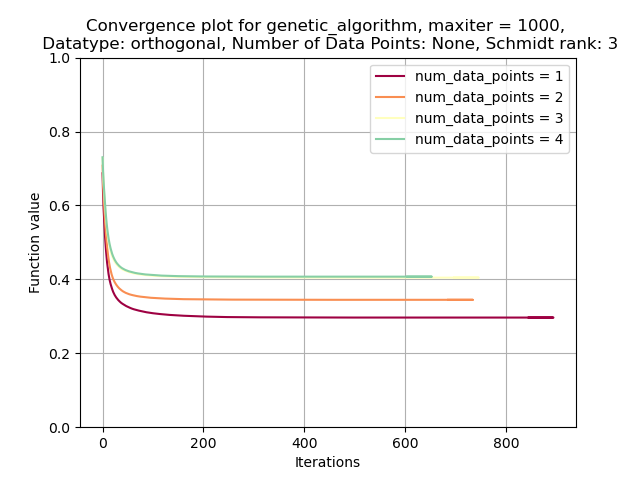 Convergence plot for genetic_algorithm, maxiter = 1000,
Datatype: orthogonal, Number of Data Points: None, Schmidt rank: 3
1.0
num_data_points = 1
num_data_points = 2
num_data_points = 3
num_data_points = 4
0.8
0.6
Function value
0.4
0.2
0.0
0 200 400 600 800
Iterations